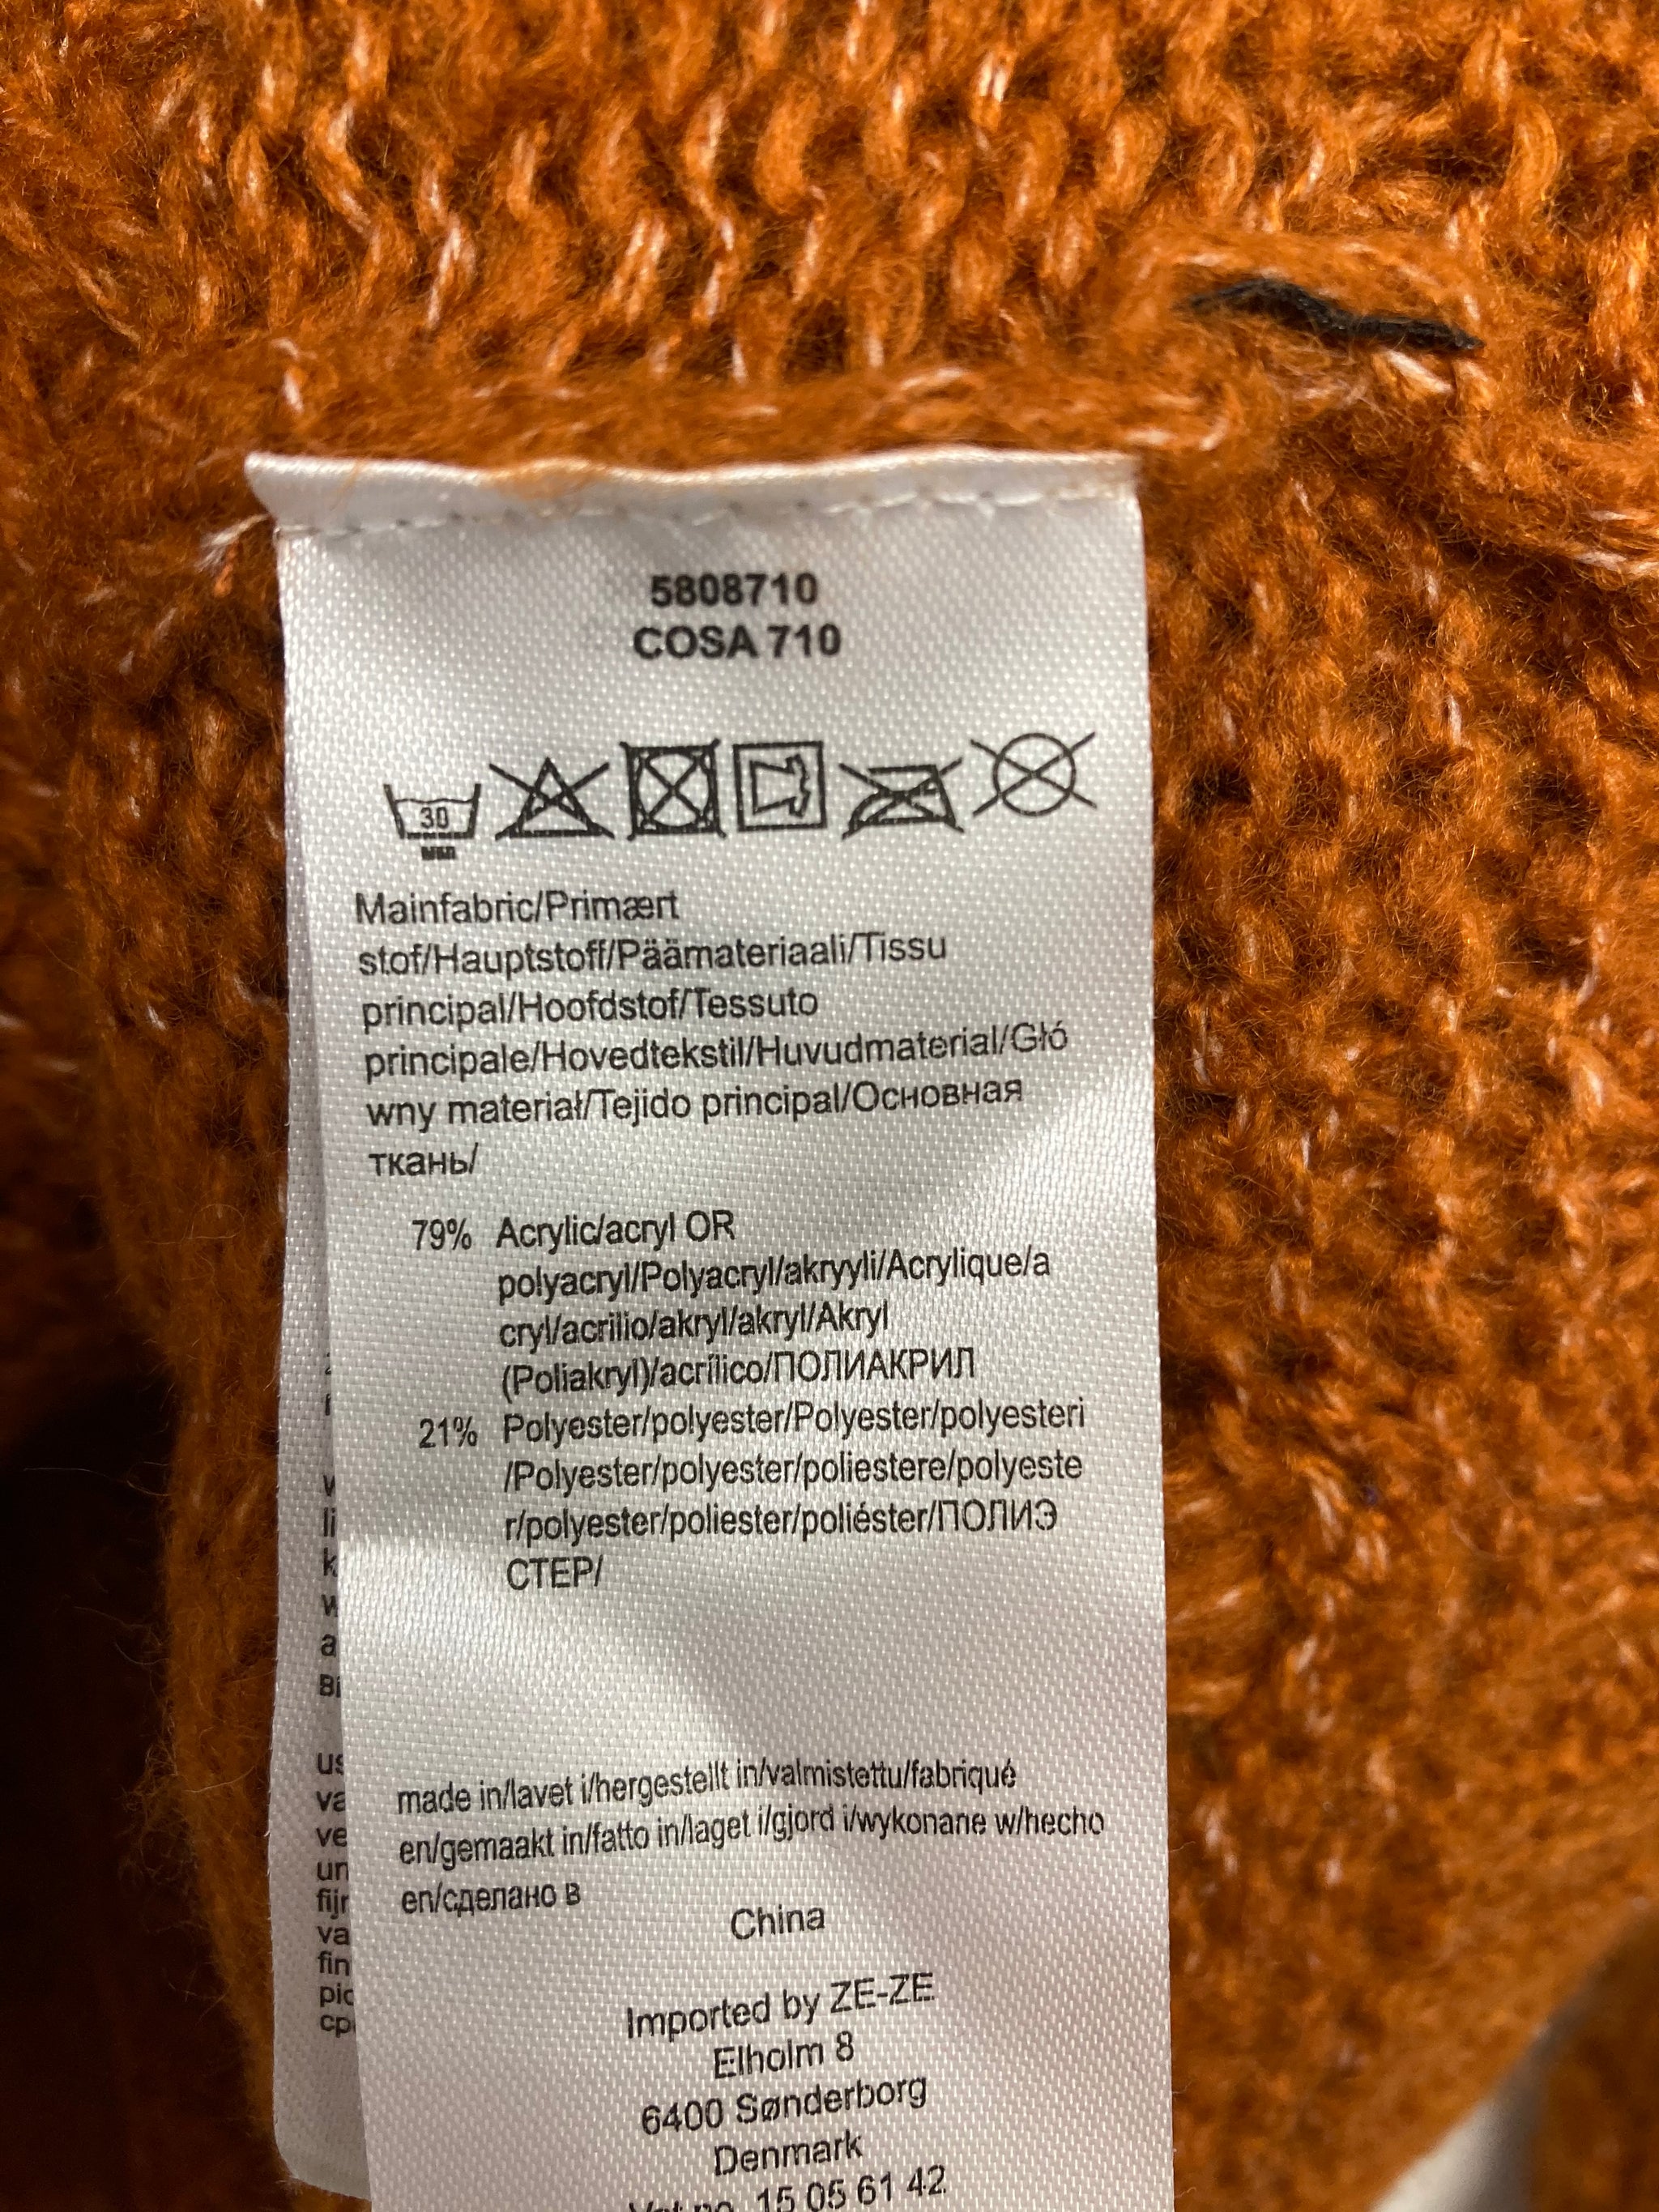 5808710
COSA 710
30
Mainfabric/Primært
stof/Hauptstoff/Päämateriaali/Tissu
principal/Hoofdstof/Tessuto
principale/Hovedtekstil/Huvudmaterial/Głó
wny materiał/Tejido principal/Основная
ткань/
79% Acrylic/acryl OR
polyacryl/Polyacryl/akryyli/Acrylique/a
cryl/acrilio/akryl/akryl/Akryl
(Poliakryl)/acrílico/ПОЛИАКРИЛ
21% Polyester/polyester/Polyester/polyesteri
/Polyester/polyester/poliestere/polyeste
r/polyester/poliester/poliéster/ПОЛИЭ
СТЕР/
made in/lavet i/hergestellt in/valmistettu/fabriqué
en/gemaakt in/fatto in/laget i/gjord i/wykonane w/hecho
en/сделано в
China
Imported by ZE-ZE
Elholm 8
6400 Sønderborg
Denmark
Vat no. 15 05 61 42